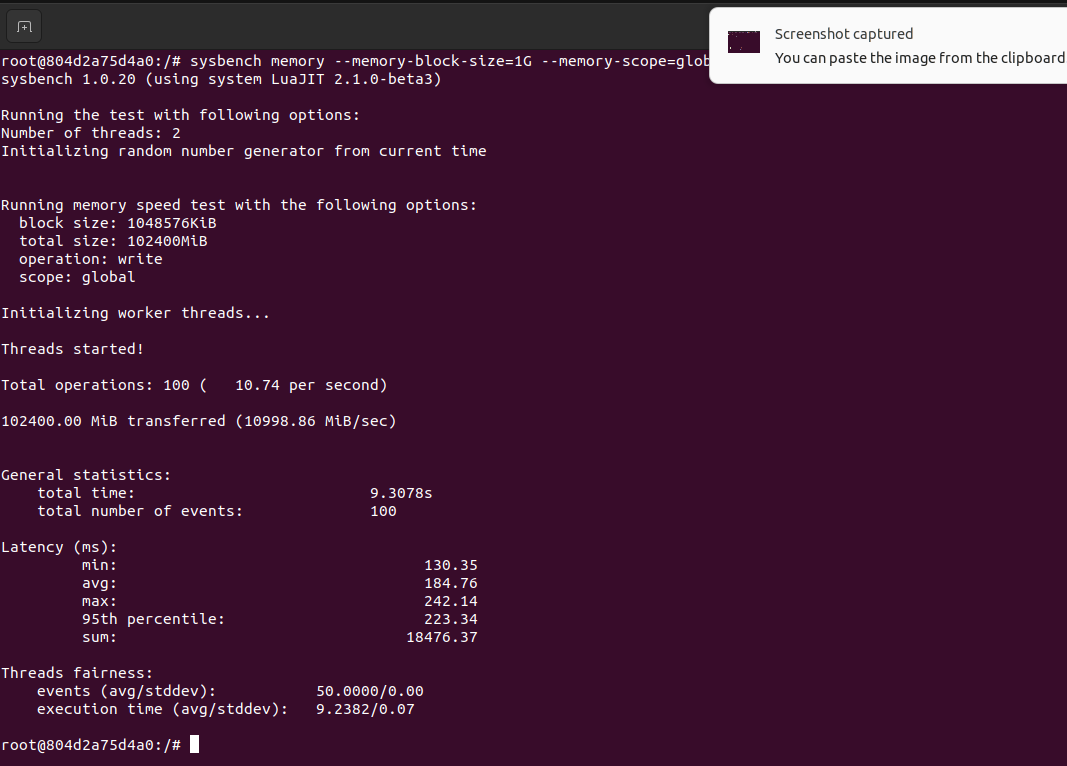 Screenshot captured
You can paste the image from the clipboard
root@804d2a75d4a0:/# sysbench memory --memory-block-size=1G --memory-scope=glob
sysbench 1.0.20 (using system LuaJIT 2.1.0-beta3)
Running the test with following options:
Number of threads: 2
Initializing random number generator from current time
Running memory speed test with the following options:
block size: 1048576KiB
total size: 102400MiB
operation: write
scope: global
Initializing worker threads...
Threads started!
Total operations: 100 (   10.74 per second)
102400.00 MiB transferred (10998.86 MiB/sec)
General statistics:
total time:                          9.3078s
total number of events:              100
Latency (ms):
min:                                  130.35
avg:                                  184.76
max:                                  242.14
95th percentile:                      223.34
sum:                                18476.37
Threads fairness:
events (avg/stddev):           50.0000/0.00
execution time (avg/stddev):   9.2382/0.07
root@804d2a75d4a0:/#